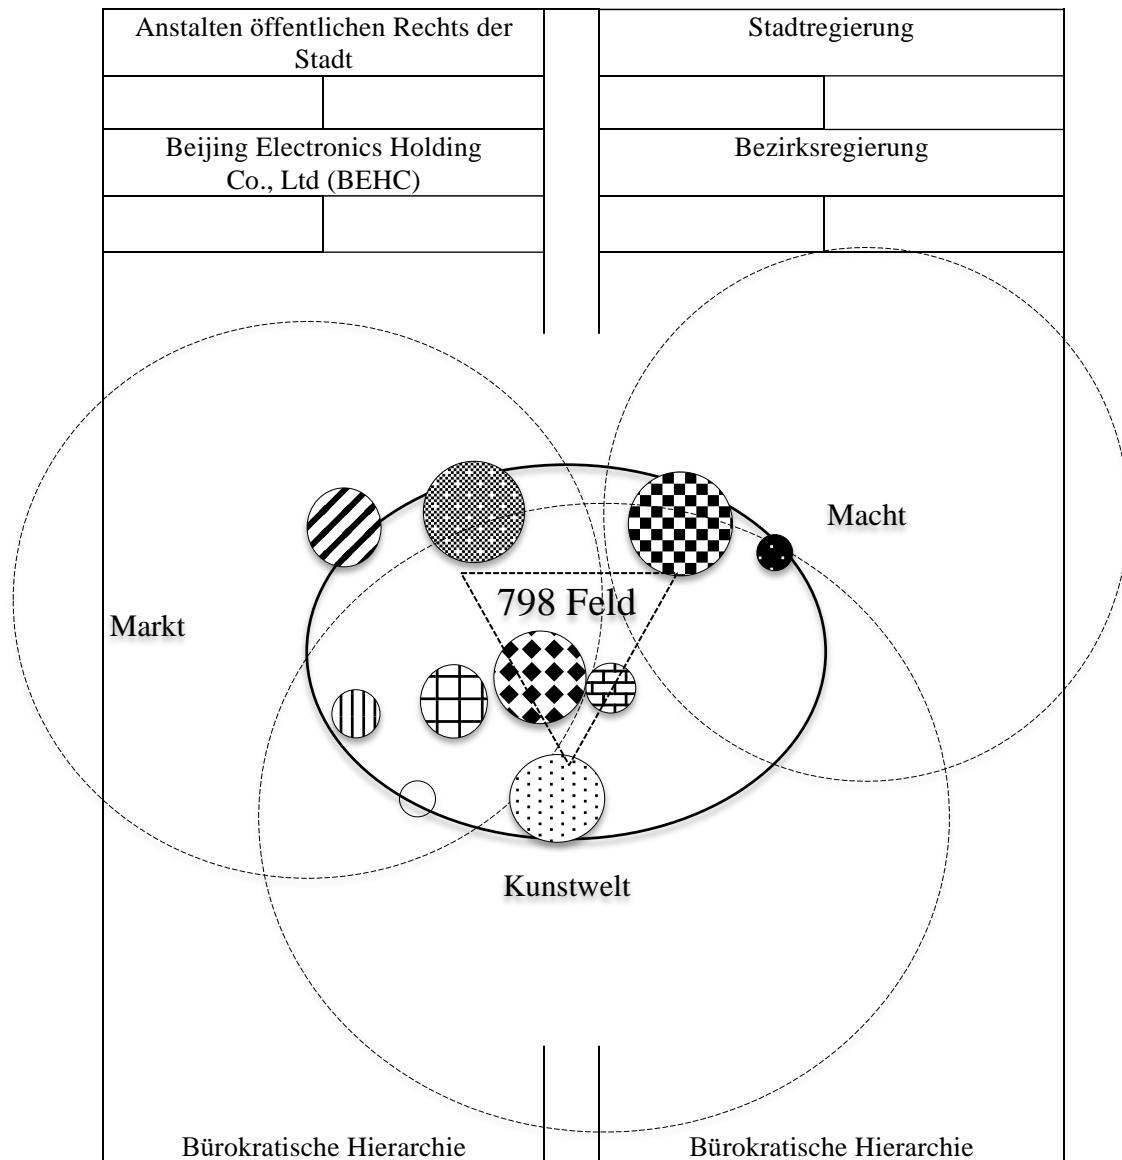 Anstalten öffentlichen Rechts der
Stadt
Stadtregierung
Beijing Electronics Holding
Co., Ltd (BEHC)
Bezirksregierung
Macht
798 Feld
Markt
Kunstwelt
Bürokratische Hierarchie
Bürokratische Hierarchie